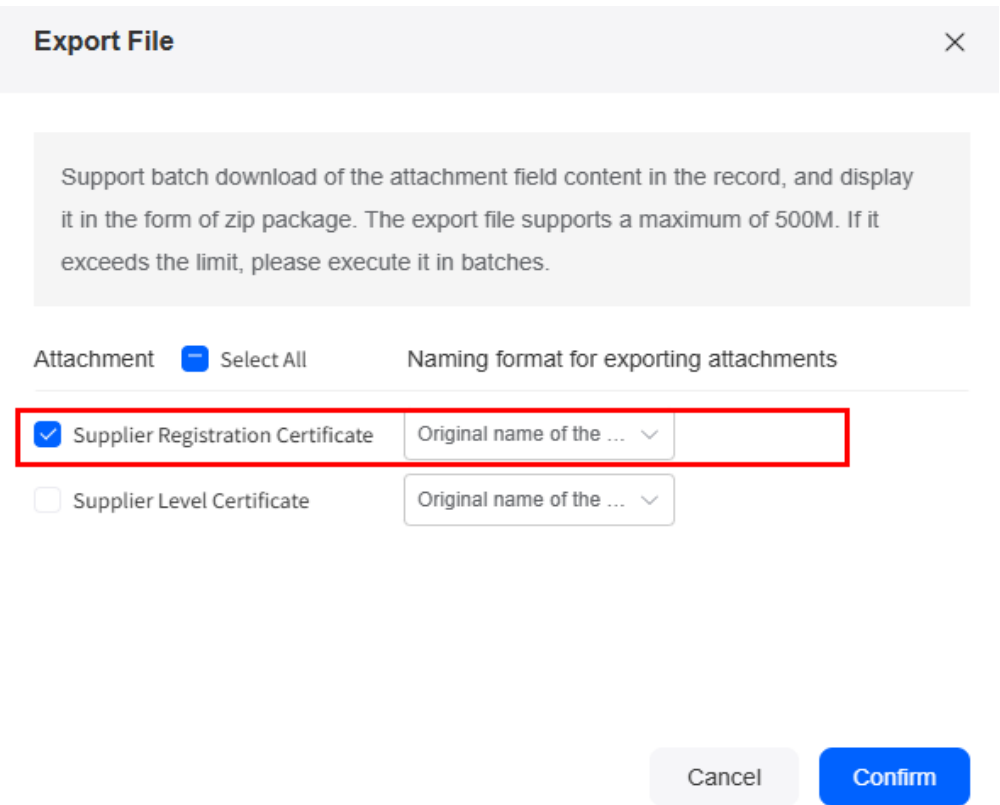 Export File
Support batch download of the attachment field content in the record, and display
it in the form of zip package. The export file supports a maximum of 500M. If it
exceeds the limit, please execute it in batches.
Attachment Select All Naming format for exporting attachments
Supplier Registration Certificate Original name of the ...
Supplier Level Certificate Original name of the ...
Cancel Confirm